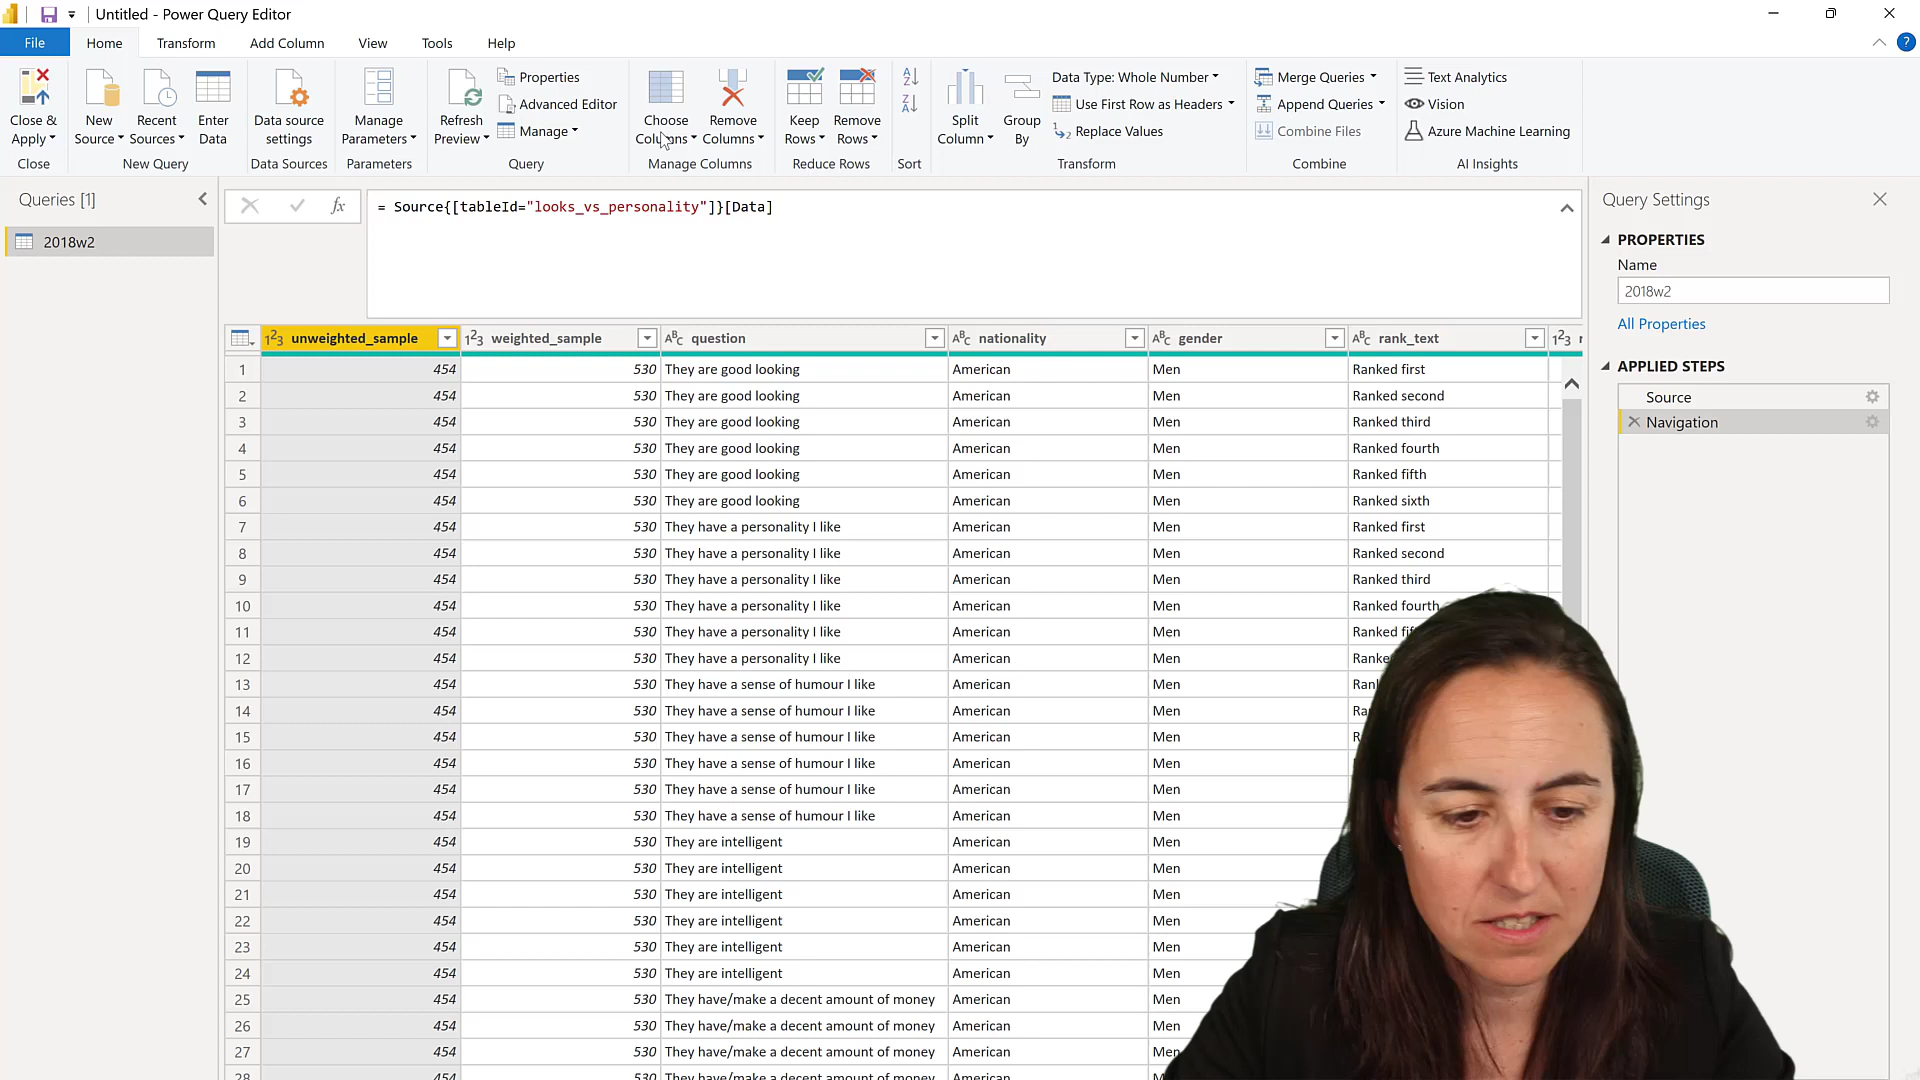 Untitled - Power Query Editor
File Home Transform Add Column View Tools Help
Close & Apply
New Source
Recent Sources
Enter Data
Data source settings
Manage Parameters
Refresh Preview
Properties
Advanced Editor
Manage
Choose Columns
Remove Columns
Keep Rows
Remove Rows
Split Column
Group By
Data Type: Whole Number
Use First Row as Headers
Replace Values
Merge Queries
Append Queries
Combine Files
Text Analytics
Vision
Azure Machine Learning
Close New Query Data Sources Parameters Query Manage Columns Reduce Rows Sort Transform Combine AI Insights
Queries [1]
2018w2
fx = Source{[tableId="looks_vs_personality"]}[Data]
unweighted_sample weighted_sample question nationality gender rank_text
1 454 530 They are good looking American Men Ranked first
2 454 530 They are good looking American Men Ranked second
3 454 530 They are good looking American Men Ranked third
4 454 530 They are good looking American Men Ranked fourth
5 454 530 They are good looking American Men Ranked fifth
6 454 530 They are good looking American Men Ranked sixth
7 454 530 They have a personality I like American Men Ranked first
8 454 530 They have a personality I like American Men Ranked second
9 454 530 They have a personality I like American Men Ranked third
10 454 530 They have a personality I like American Men Ranked fourth
11 454 530 They have a personality I like American Men Ranked
12 454 530 They have a personality I like American Men
13 454 530 They have a sense of humour I like American Men
14 454 530 They have a sense of humour I like American Men
15 454 530 They have a sense of humour I like American Men
16 454 530 They have a sense of humour I like American Men
17 454 530 They have a sense of humour I like American Men
18 454 530 They have a sense of humour I like American Men
19 454 530 They are intelligent American Men
20 454 530 They are intelligent American Men
21 454 530 They are intelligent American Men
22 454 530 They are intelligent American Men
23 454 530 They are intelligent American Men
24 454 530 They are intelligent American Men
25 454 530 They have/make a decent amount of money American Men
26 454 530 They have/make a decent amount of money American Men
27 454 530 They have/make a decent amount of money American Men
28 454 530 They have/make a decent amount of money American
Query Settings
PROPERTIES
Name
2018w2
All Properties
APPLIED STEPS
Source
Navigation